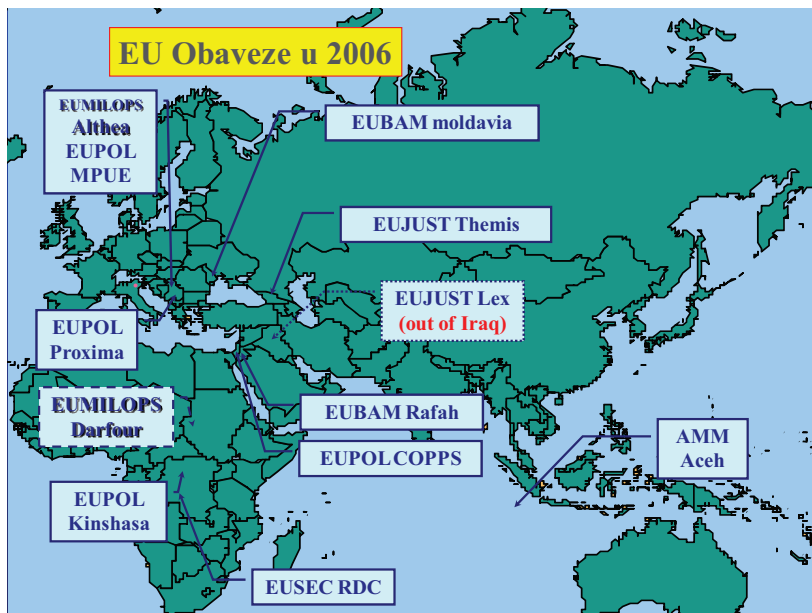 EU Obaveze u 2006
EUMILOPS
Althea
EUPOL
MPUE
EUBAM moldavia
EUJUST Themis
EUJUST Lex
(out of Iraq)
EUPOL
Proxima
EUMILOPS
Darfour
EUBAM Rafah
EUPOL COPPS
AMM
Aceh
EUPOL
Kinshasa
EUSEC RDC